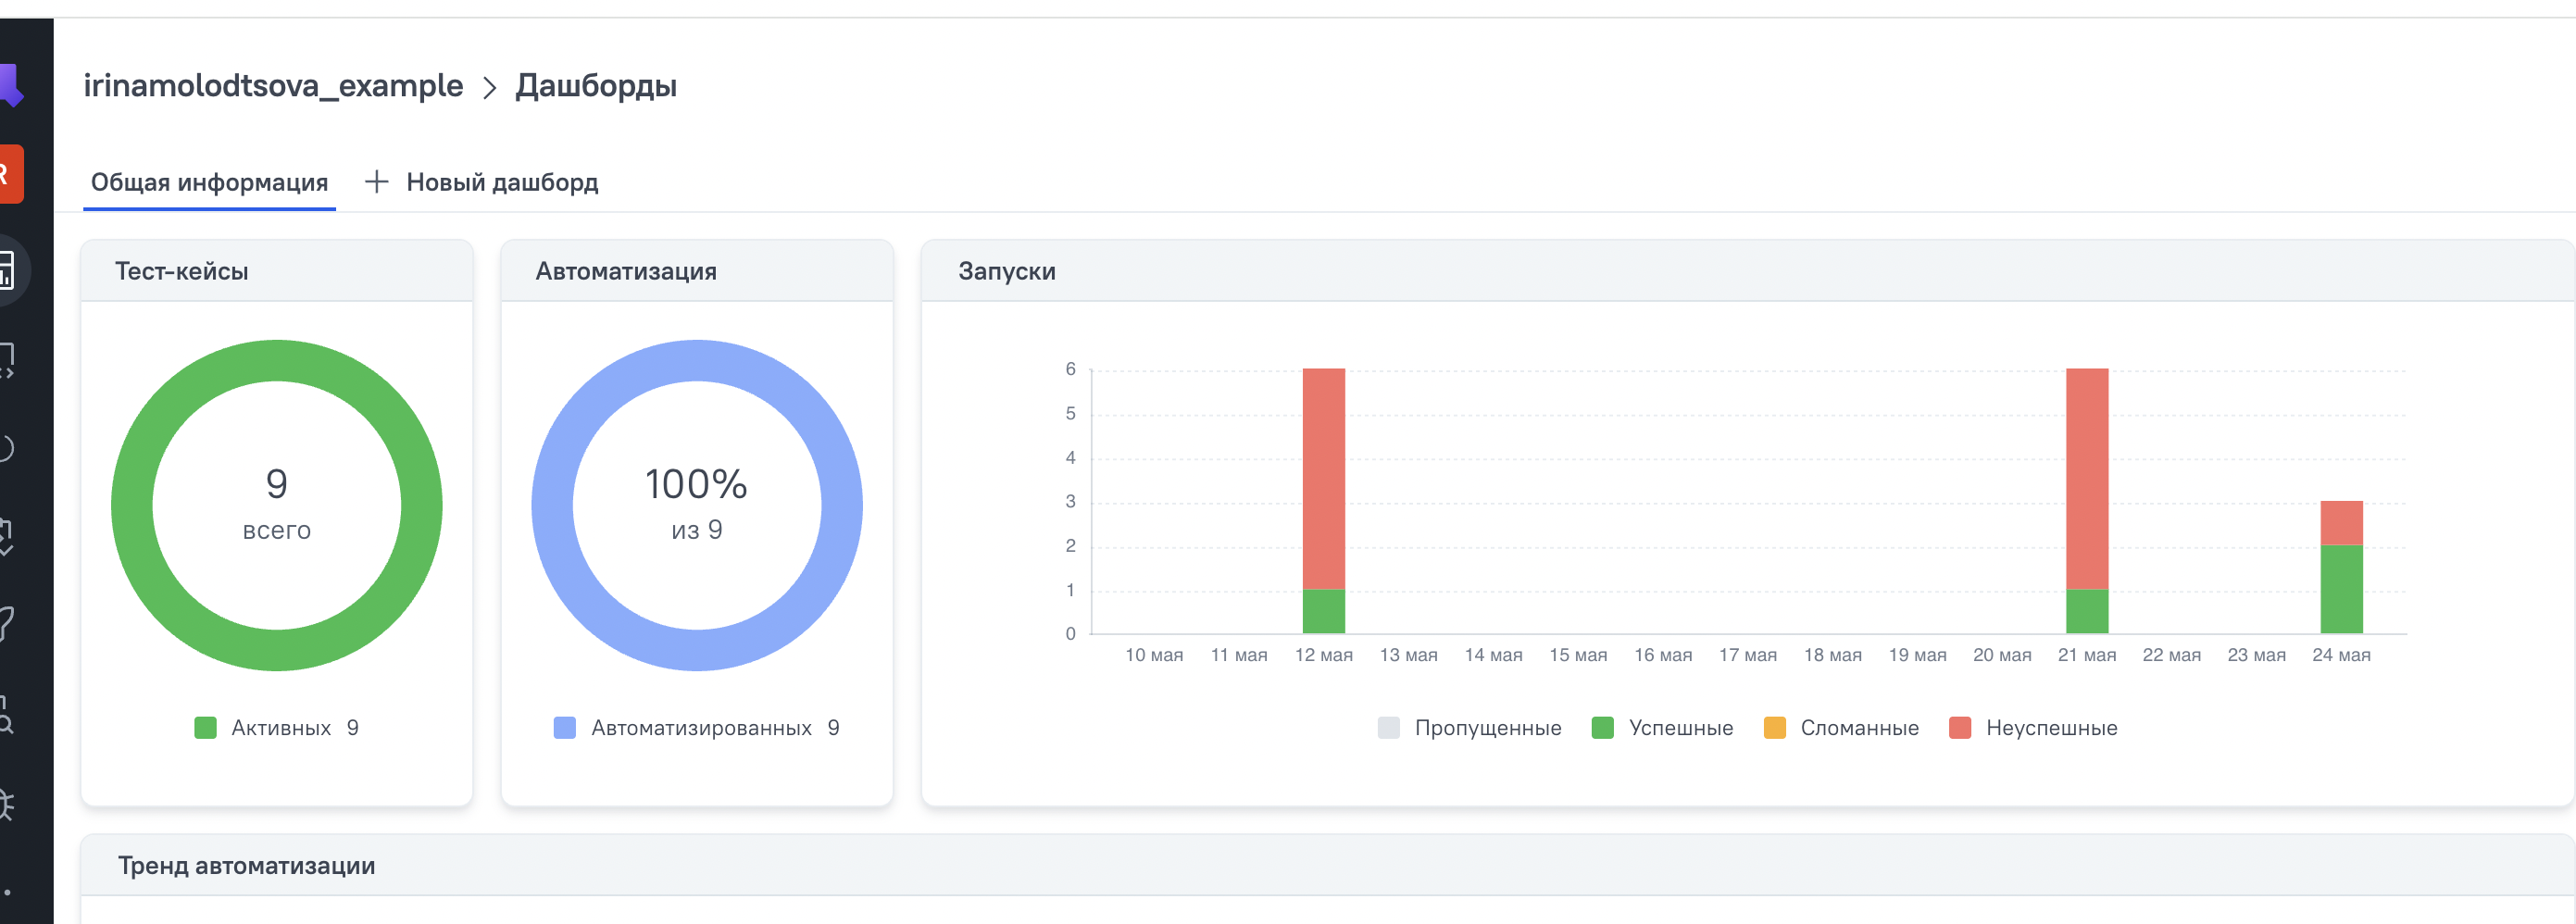 irinamolodtsova_example > Дашборды
R
Общая информация + Новый дашборд
Тест-кейсы
9
всего
Активных 9
Автоматизация
100%
из 9
Автоматизированных 9
Запуски
6
5
4
3
2
1
0
10 мая 11 мая 12 мая 13 мая 14 мая 15 мая 16 мая 17 мая 18 мая 19 мая 20 мая 21 мая 22 мая 23 мая 24 мая
Пропущенные Успешные Сломанные Неуспешные
Тренд автоматизации